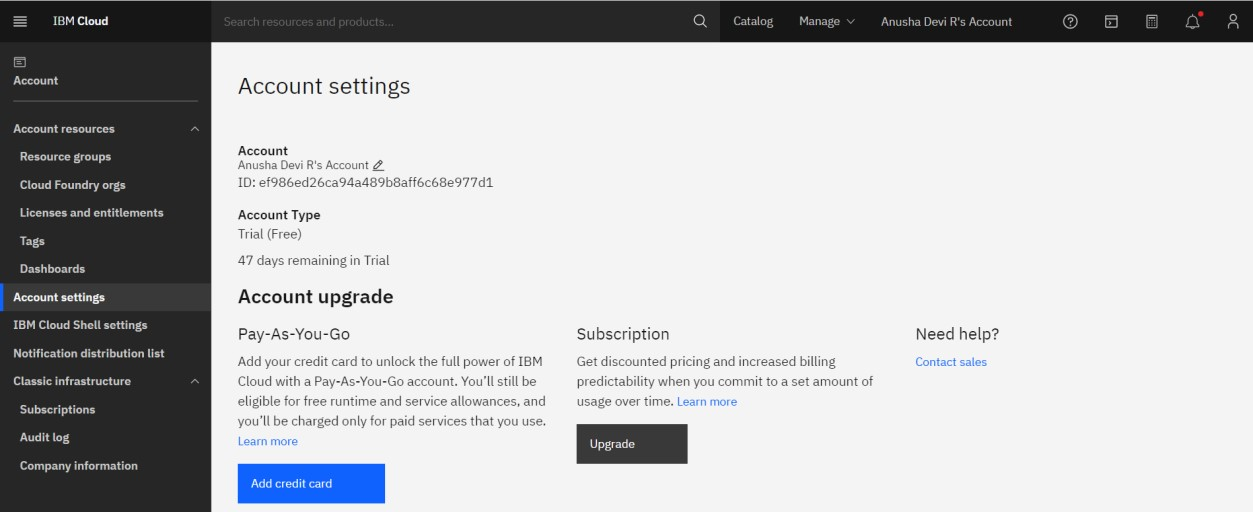 IBM Cloud
Search resources and products...
Catalog
Manage
Anusha Devi R's Account
Account
Account resources
Resource groups
Cloud Foundry orgs
Licenses and entitlements
Tags
Dashboards
Account settings
IBM Cloud Shell settings
Notification distribution list
Classic infrastructure
Subscriptions
Audit log
Company information
Account settings
Account
Anusha Devi R's Account
ID: ef986ed26ca94a489b8aff6c68e977d1
Account Type
Trial (Free)
47 days remaining in Trial
Account upgrade
Pay-As-You-Go
Add your credit card to unlock the full power of IBM
Cloud with a Pay-As-You-Go account. You’ll still be
eligible for free runtime and service allowances, and
you’ll be charged only for paid services that you use.
Learn more
Add credit card
Subscription
Get discounted pricing and increased billing
predictability when you commit to a set amount of
usage over time. Learn more
Upgrade
Need help?
Contact sales